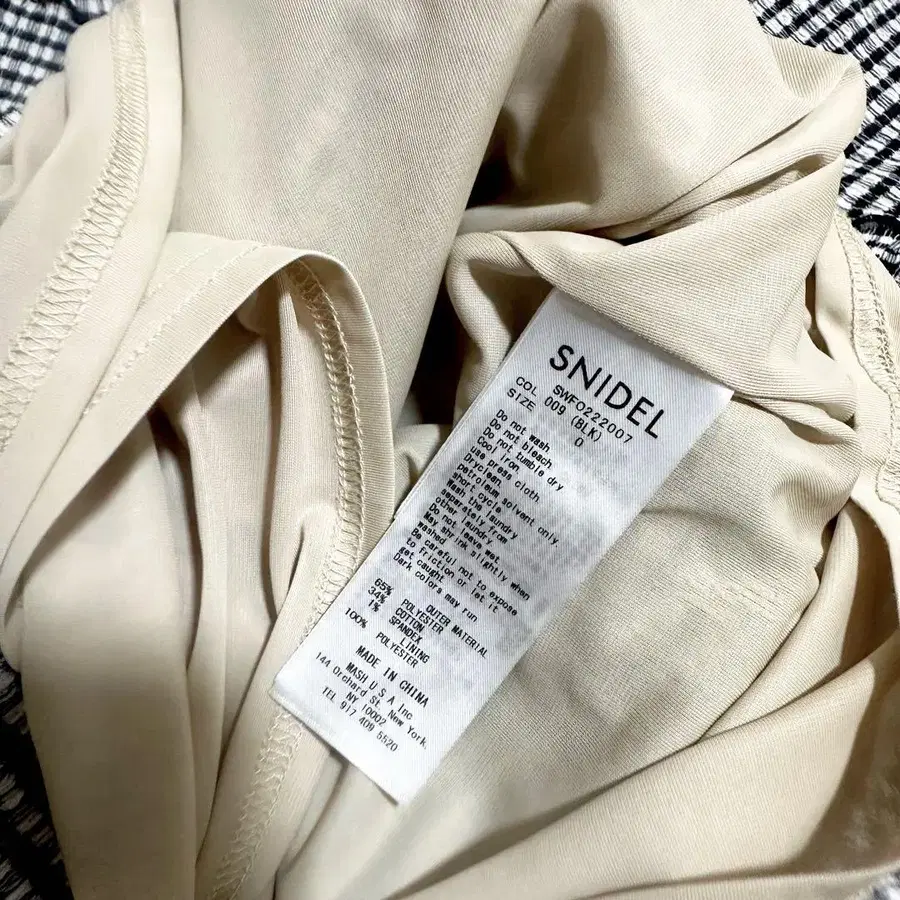 SNIDEL
SWFO222007
COL 009 (BLK)
SIZE 0
Do not wash
Do not bleach
Do not tumble dry
Cool iron
use press cloth.
Dryclean.
petroleum solvent only.
short cycle
Wash the laundry
separately from
other laundry.
Do not leave wet.
May shrink slightly when
washed
Be careful not to expose
to friction or let it
get caught
Dark colors may run
OUTER MATERIAL
65% POLYESTER
34% COTTON
1% SPANDEX
LINING
100% POLYESTER
MADE IN CHINA
MASH U S A Inc
144 Orchard St. New York,
NY 10002
TEL 917 409 5520